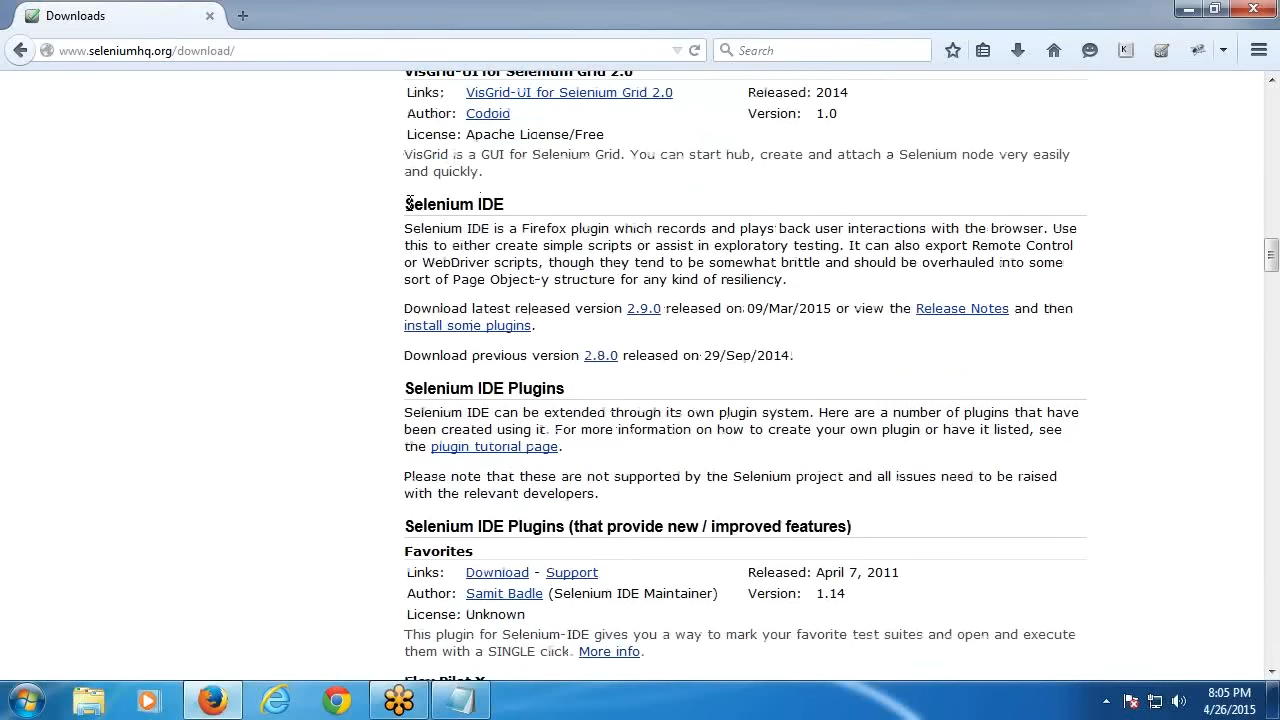 Downloads
www.seleniumhq.org/download/
Search
VisGrid-UI for Selenium Grid 2.0
Links: VisGrid-UI for Selenium Grid 2.0 Released: 2014
Author: Codoid Version: 1.0
License: Apache License/Free
VisGrid is a GUI for Selenium Grid. You can start hub, create and attach a Selenium node very easily
and quickly.
Selenium IDE
Selenium IDE is a Firefox plugin which records and plays back user interactions with the browser. Use
this to either create simple scripts or assist in exploratory testing. It can also export Remote Control
or WebDriver scripts, though they tend to be somewhat brittle and should be overhauled into some
sort of Page Object-y structure for any kind of resiliency.
Download latest released version 2.9.0 released on 09/Mar/2015 or view the Release Notes and then
install some plugins.
Download previous version 2.8.0 released on 29/Sep/2014.
Selenium IDE Plugins
Selenium IDE can be extended through its own plugin system. Here are a number of plugins that have
been created using it. For more information on how to create your own plugin or have it listed, see
the plugin tutorial page.
Please note that these are not supported by the Selenium project and all issues need to be raised
with the relevant developers.
Selenium IDE Plugins (that provide new / improved features)
Favorites
Links: Download - Support Released: April 7, 2011
Author: Samit Badle (Selenium IDE Maintainer) Version: 1.14
License: Unknown
This plugin for Selenium-IDE gives you a way to mark your favorite test suites and open and execute
them with a SINGLE click. More info.
Flex Pilot X
8:05 PM
4/26/2015